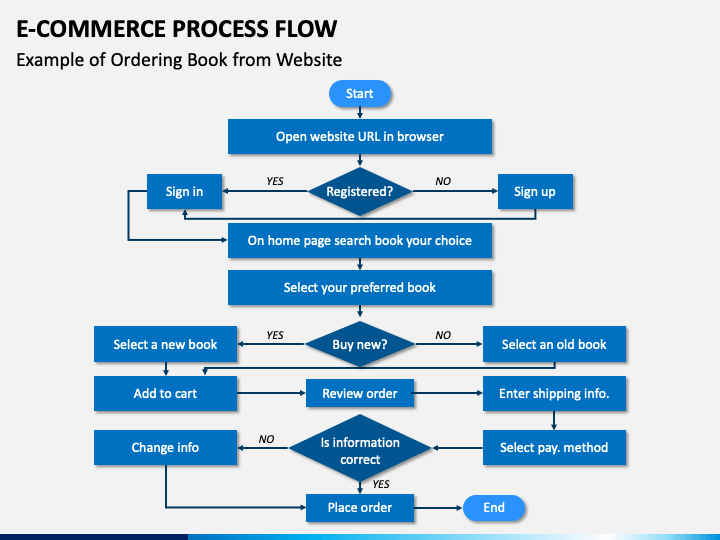 E-COMMERCE PROCESS FLOW
Example of Ordering Book from Website
Start
Open website URL in browser
Sign in
YES
Registered?
NO
Sign up
On home page search book your choice
Select your preferred book
Select a new book
YES
Buy new?
NO
Select an old book
Add to cart
Review order
Enter shipping info.
Change info
NO
Is information
correct
Select pay. method
YES
Place order
End